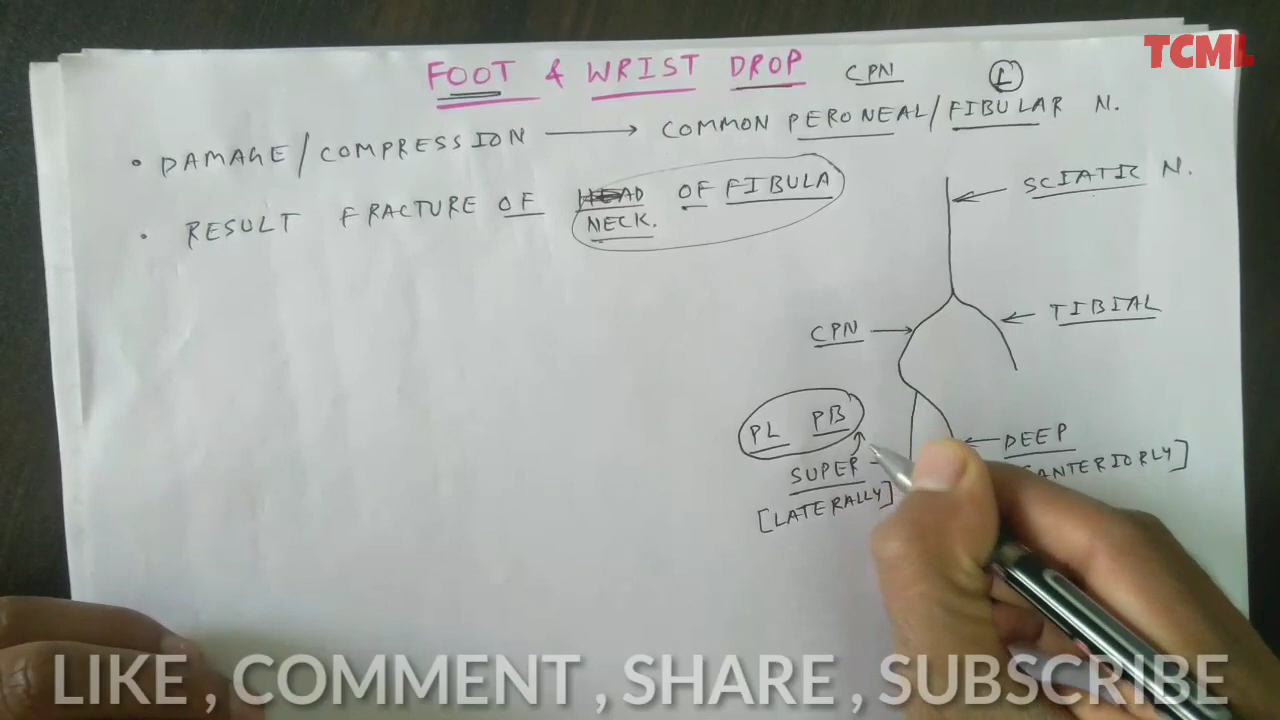 TCML
FOOT & WRIST DROP CPN L
• DAMAGE/COMPRESSION → COMMON PERONEAL/FIBULAR N.
• RESULT FRACTURE OF HEAD OF FIBULA
NECK.
SCIATIC N.
TIBIAL
CPN
PL PB
DEEP
SUPER
ANTERIORLY]
[LATERALLY]
LIKE , COMMENT , SHARE , SUBSCRIBE